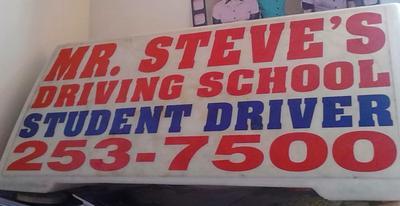 MR. STEVE'S
DRIVING SCHOOL
STUDENT DRIVER
253-7500